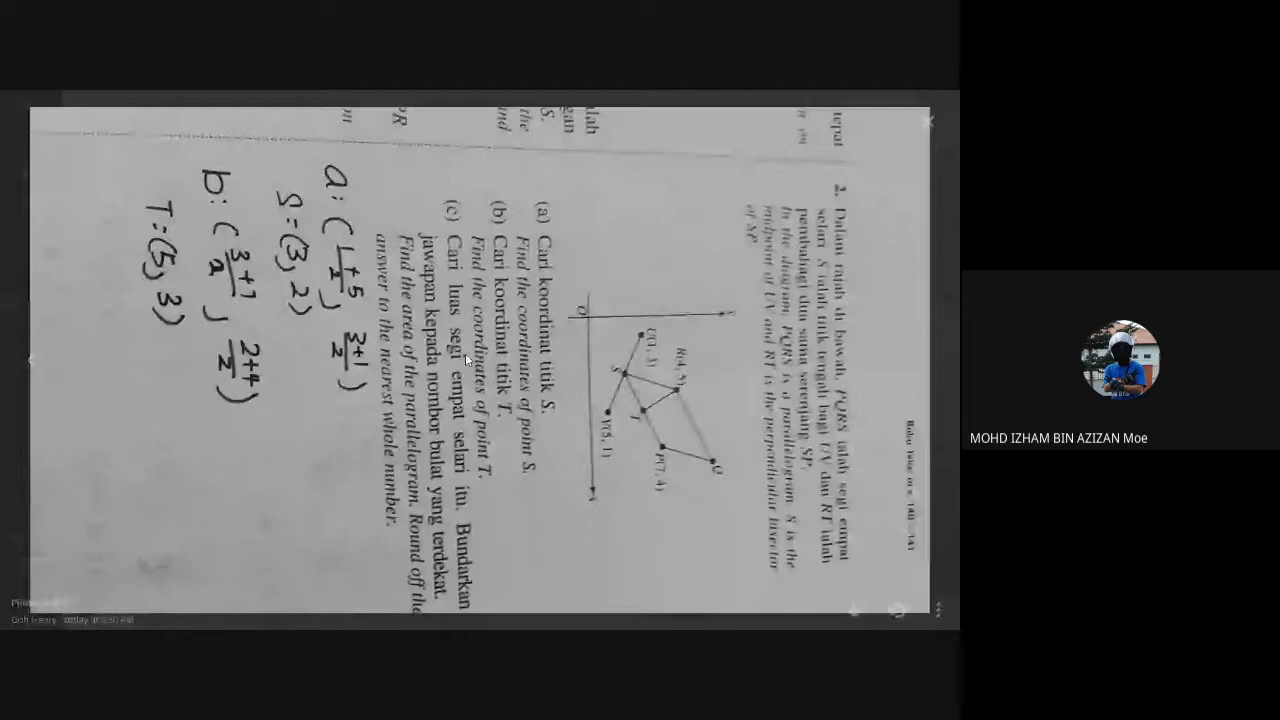 2. Dalam rajah di bawah, PQRS ialah segi empat
selari. S ialah titik tengah bagi UV dan RT ialah
pembahagi dua sama serenjang SP.
In the diagram, PQRS is a parallelogram. S is the
midpoint of UV and RT is the perpendicular bisector
of SP.
Q
R(4, 5)
P(7, 4)
U(1, 3)
T
S
V(5, 1)
O
(a) Cari koordinat titik S.
Find the coordinates of point S.
(b) Cari koordinat titik T.
Find the coordinates of point T.
(c) Cari luas segi empat selari itu. Bundarkan
jawapan kepada nombor bulat yang terdekat.
Find the area of the parallelogram. Round off the
answer to the nearest whole number.
a: (1+5/2, 3+1/2)
S = (3, 2)
b: (3+7/2, 2+4/2)
T: (5, 3)
lah
gan
S.
the
PR
MOHD IZHAM BIN AZIZAN Moe